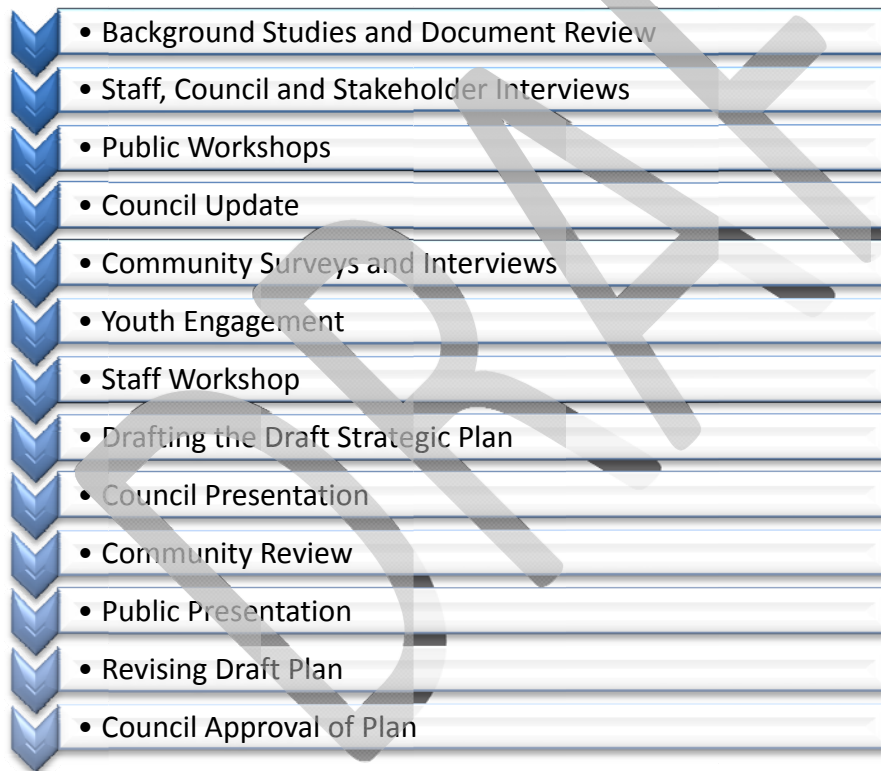 • Background Studies and Document Review
• Staff, Council and Stakeholder Interviews
• Public Workshops
• Council Update
• Community Surveys and Interviews
• Youth Engagement
• Staff Workshop
• Drafting the Draft Strategic Plan
• Council Presentation
• Community Review
• Public Presentation
• Revising Draft Plan
• Council Approval of Plan
DRAF